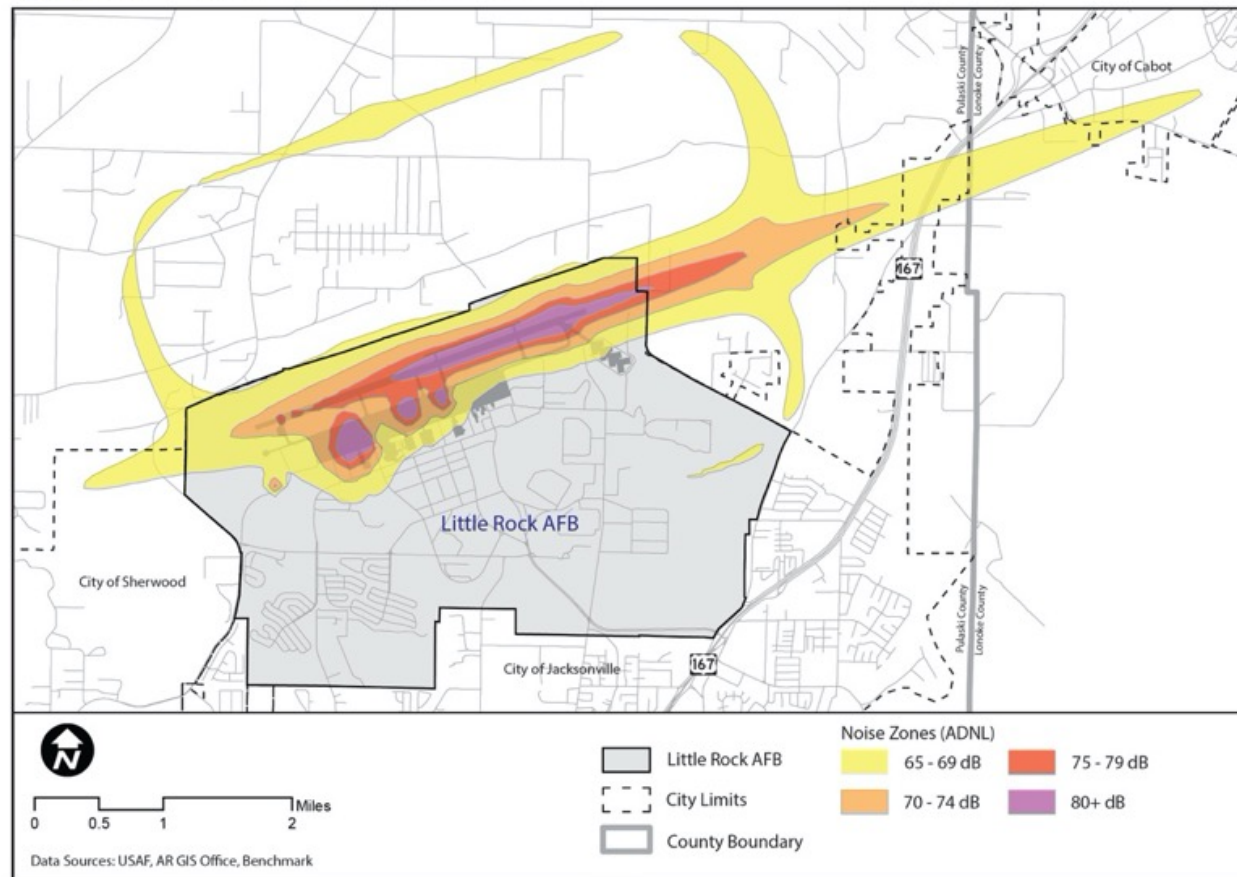 City of Cabot
Pulaski County
Lonoke County
167
Little Rock AFB
City of Sherwood
City of Jacksonville
167
Pulaski County
Lonoke County
N
0 0.5 1 2 Miles
Data Sources: USAF, AR GIS Office, Benchmark
Little Rock AFB
City Limits
County Boundary
Noise Zones (ADNL)
65 - 69 dB
75 - 79 dB
70 - 74 dB
80+ dB